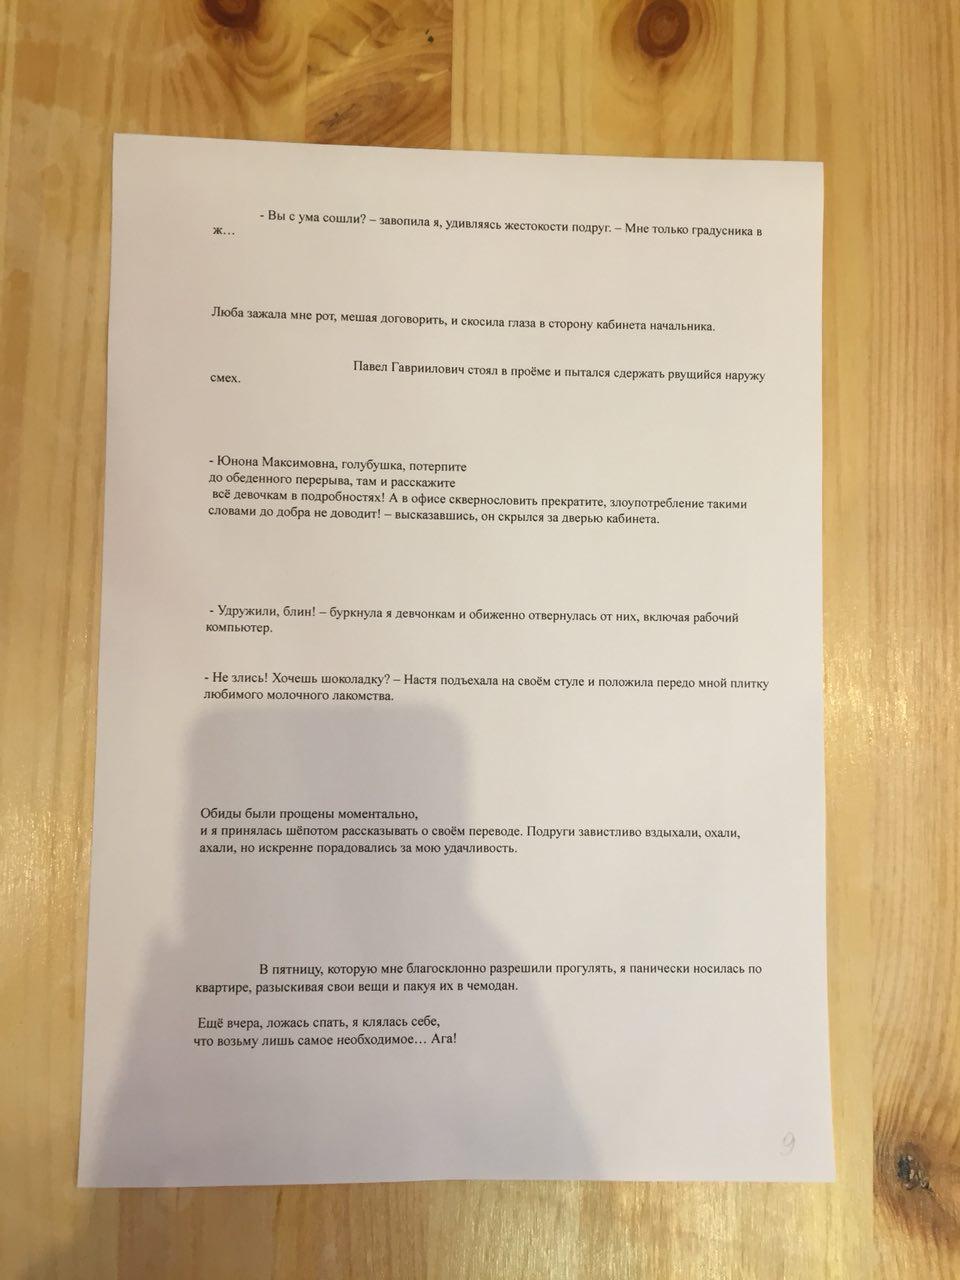 - Вы с ума сошли? – завопила я, удивляясь жестокости подруг. – Мне только градусника в
ж…
Люба зажала мне рот, мешая договорить, и скосила глаза в сторону кабинета начальника.
Павел Гавриилович стоял в проёме и пытался сдержать рвущийся наружу
смех.
- Юнона Максимовна, голубушка, потерпите
до обеденного перерыва, там и расскажите
всё девочкам в подробностях! А в офисе сквернословить прекратите, злоупотребление такими
словами до добра не доводит! – высказавшись, он скрылся за дверью кабинета.
- Удружили, блин! – буркнула я девчонкам и обиженно отвернулась от них, включая рабочий
компьютер.
- Не злись! Хочешь шоколадку? – Настя подъехала на своём стуле и положила передо мной плитку
любимого молочного лакомства.
Обиды были прощены моментально,
и я принялась шёпотом рассказывать о своём переводе. Подруги завистливо вздыхали, охали,
ахали, но искренне порадовались за мою удачливость.
В пятницу, которую мне благосклонно разрешили прогулять, я панически носилась по
квартире, разыскивая свои вещи и пакуя их в чемодан.
Ещё вчера, ложась спать, я клялась себе,
что возьму лишь самое необходимое… Ага!
9